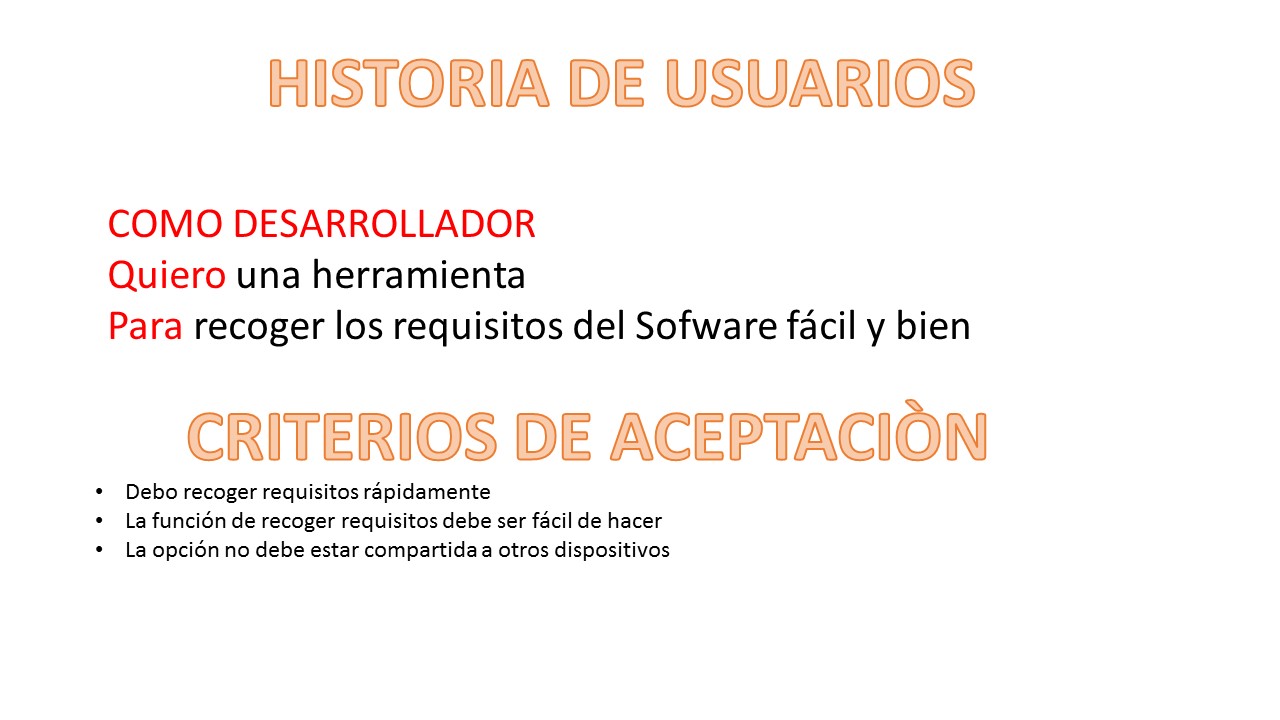 HISTORIA DE USUARIOS
COMO DESARROLLADOR
Quiero una herramienta
Para recoger los requisitos del Sofware fácil y bien
CRITERIOS DE ACEPTACIÒN
• Debo recoger requisitos rápidamente
• La función de recoger requisitos debe ser fácil de hacer
• La opción no debe estar compartida a otros dispositivos